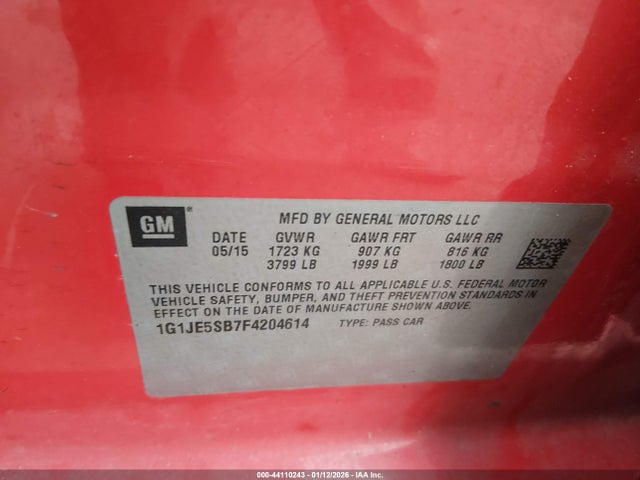 GM ®
MFD BY GENERAL MOTORS LLC
DATE GVWR GAWR FRT GAWR RR
05/15 1723 KG 907 KG 816 KG
3799 LB 1999 LB 1800 LB
THIS VEHICLE CONFORMS TO ALL APPLICABLE U.S. FEDERAL MOTOR
VEHICLE SAFETY, BUMPER, AND THEFT PREVENTION STANDARDS IN
EFFECT ON THE DATE OF MANUFACTURE SHOWN ABOVE.
1G1JE5SB7F4204614 TYPE: PASS CAR
000-44110243 - 01/12/2026 - IAA Inc.